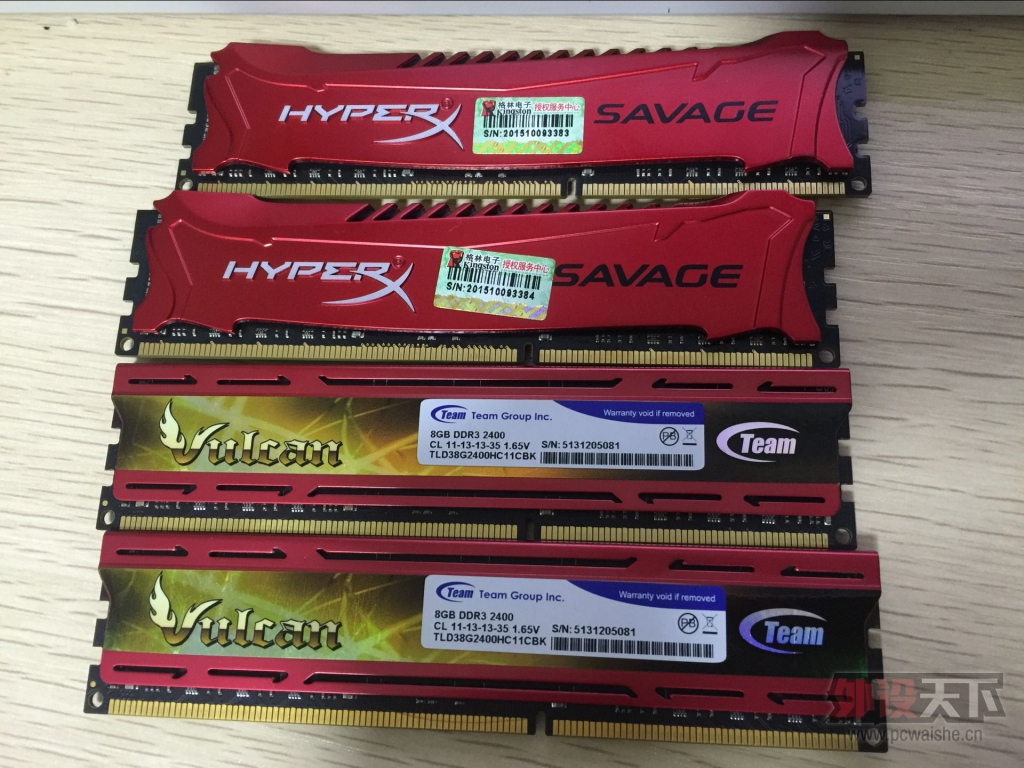 HYPERX
格林电子 授权服务中心
Kingston
S/N:201510093383
SAVAGE
HYPERX
格林电子
Kingston 授权服务中心
S/N:201510093384
SAVAGE
Vulcan
Team Team Group Inc.
Warranty void if removed
8GB DDR3 2400
CL 11-13-13-35 1.65V S/N: 5131205081
TLD38G2400HC11CBK
Pb
Team
Vulcan
Team Team Group Inc.
Warranty void if removed
8GB DDR3 2400
CL 11-13-13-35 1.65V S/N: 5131205081
TLD38G2400HC11CBK
Pb
Team
外设天下
www.pcwaishe.cn